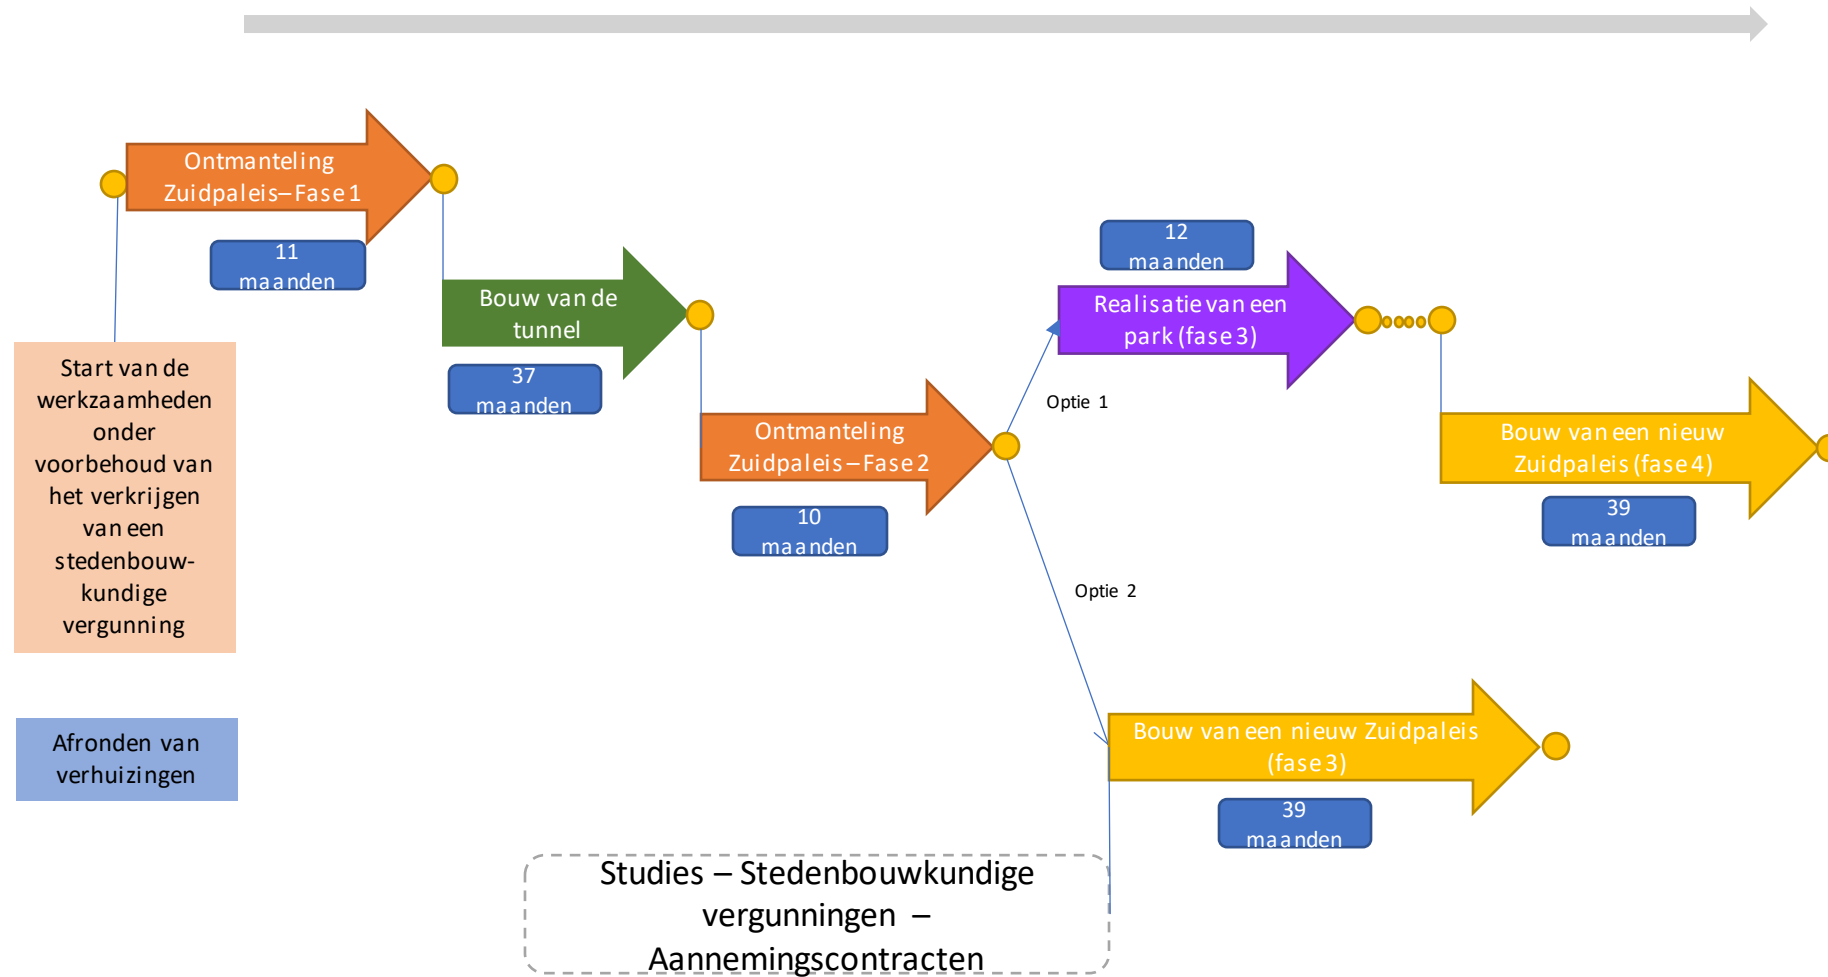 Ontmanteling
Zuidpaleis–Fase 1
11
maanden
Start van de
werkzaamheden
onder
voorbehoud van
het verkrijgen
van een
stedenbouw-
kundige
vergunning
Afronden van
verhuizingen
Bouw van de
tunnel
37
maanden
Ontmanteling
Zuidpaleis – Fase 2
10
maanden
Optie 1
12
maanden
Realisatie van een
park (fase 3)
Bouw van een nieuw
Zuidpaleis (fase 4)
39
maanden
Optie 2
Bouw van een nieuw Zuidpaleis
(fase 3)
39
maanden
Studies – Stedenbouwkundige
vergunningen –
Aannemingscontracten